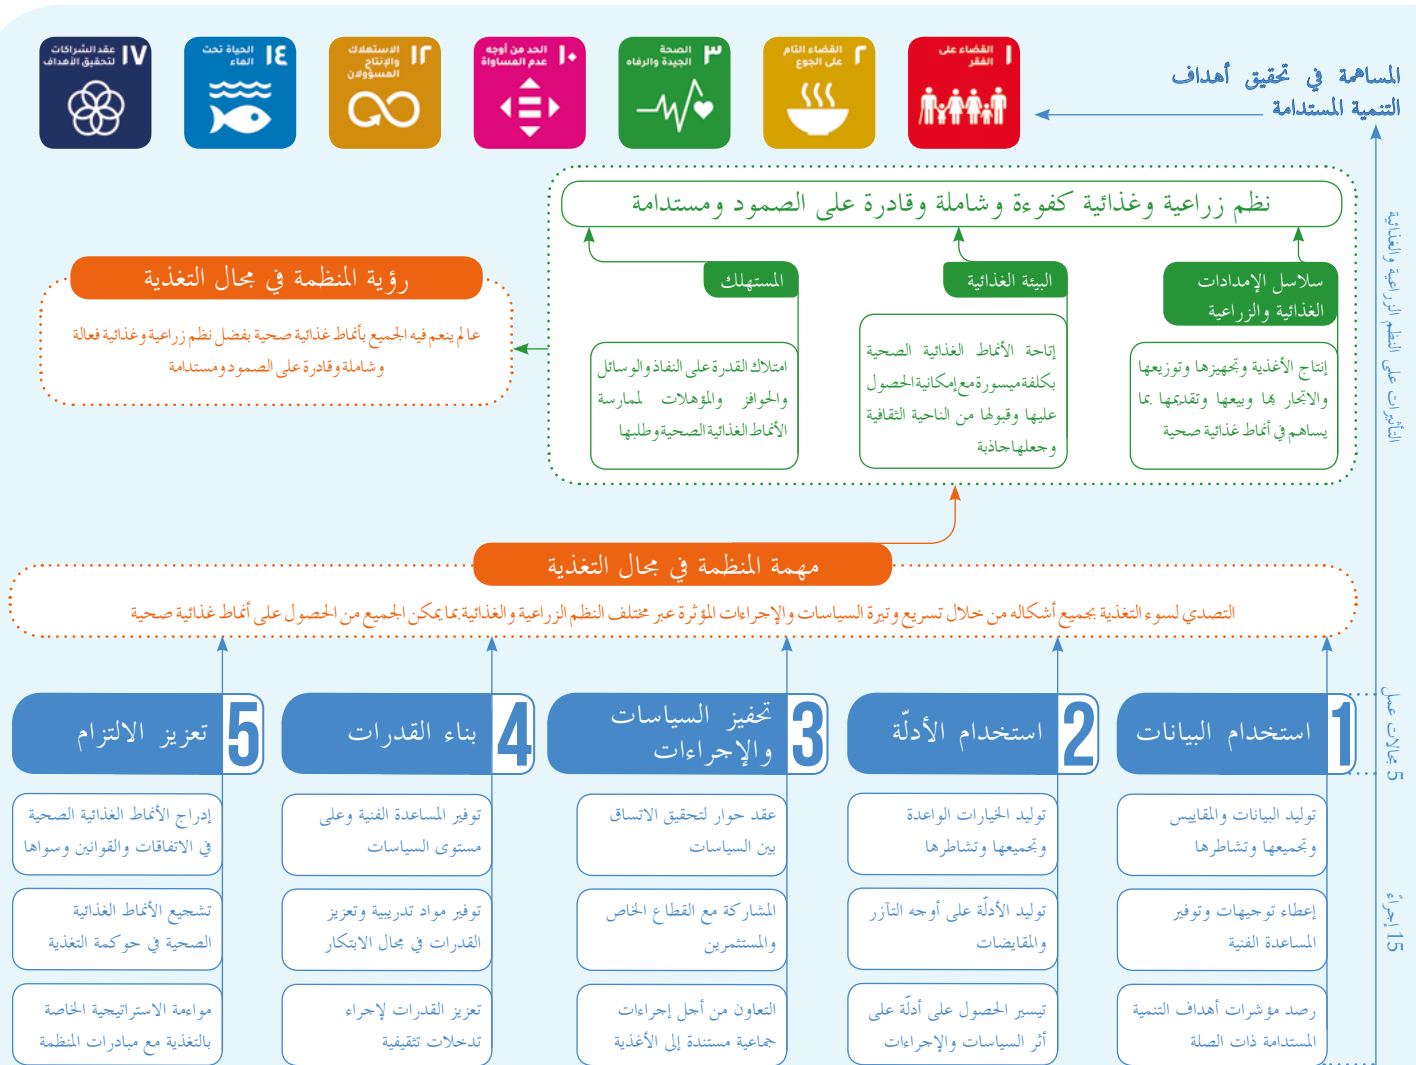 المساهمة في تحقيق أهداف
التنمية المستدامة
١ القضاء على
الفقر
٢ القضاء التام
على الجوع
٣ الصحة
الجيدة والرفاه
١٠ الحد من أوجه
عدم المساواة
١٢ الاستهلاك
والإنتاج
المسؤولان
١٤ الحياة تحت
الماء
١٧ عقد الشراكات
لتحقيق الأهداف
التأثيرات على النظم الزراعية والغذائية
نظم زراعية وغذائية كفوءة وشاملة وقادرة على الصمود ومستدامة
سلاسل الإمدادات
الغذائية والزراعية
إنتاج الأغذية وتجهيزها وتوزيعها
والاتجار بها وبيعها وتقديمها بما
يساهم في أنماط غذائية صحية
البيئة الغذائية
إتاحة الأنماط الغذائية الصحية
بكلفة ميسورة مع إمكانية الحصول
عليها وقبولها من الناحية الثقافية
وجعلها جاذبة
المستهلك
امتلاك القدرة على النفاذ والوسائل
والحوافز والمؤهلات لممارسة
الأنماط الغذائية الصحية وطلبها
رؤية المنظمة في مجال التغذية
عالم ينعم فيه الجميع بأنماط غذائية صحية بفضل نظم زراعية وغذائية فعالة
وشاملة وقادرة على الصمود ومستدامة
مهمة المنظمة في مجال التغذية
التصدي لسوء التغذية بجميع أشكاله من خلال تسريع وتيرة السياسات والإجراءات المؤثرة عبر مختلف النظم الزراعية والغذائية بما يمكن الجميع من الحصول على أنماط غذائية صحية
5 مجالات عمل
15 إجراءً
1 استخدام البيانات
توليد البيانات والمقاييس
وتجميعها وتشاطرها
إعطاء توجيهات وتوفير
المساعدة الفنية
رصد مؤشرات أهداف التنمية
المستدامة ذات الصلة
2 استخدام الأدلّة
توليد الخيارات الواعدة
وتجميعها وتشاطرها
توليد الأدلّة على أوجه التآزر
والمقايضات
تيسير الحصول على أدلّة على
أثر السياسات والإجراءات
3 تحفيز السياسات
والإجراءات
عقد حوار لتحقيق الاتساق
بين السياسات
المشاركة مع القطاع الخاص
والمستثمرين
التعاون من أجل إجراءات
جماعية مستندة إلى الأغذية
4 بناء القدرات
توفير المساعدة الفنية وعلى
مستوى السياسات
توفير مواد تدريبية وتعزيز
القدرات في مجال الابتكار
تعزيز القدرات لإجراء
تدخلات تثقيفية
5 تعزيز الالتزام
إدراج الأنماط الغذائية الصحية
في الاتفاقات والقوانين وسواها
تشجيع الأنماط الغذائية
الصحية في حوكمة التغذية
مواءمة الاستراتيجية الخاصة
بالتغذية مع مبادرات المنظمة